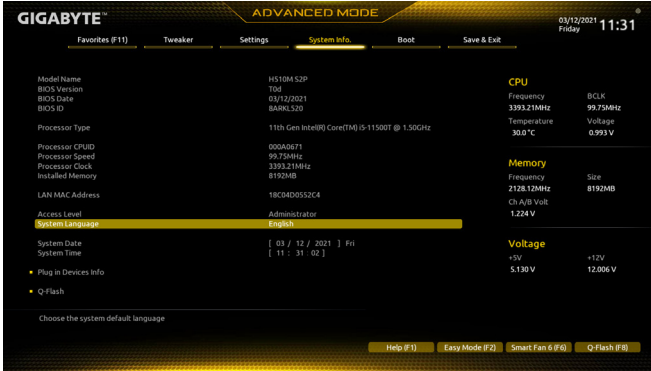 GIGABYTE™
ADVANCED MODE
03/12/2021 Friday 11:31
Favorites (F11) Tweaker Settings System Info. Boot Save & Exit
Model Name H510M S2P
BIOS Version T0d
BIOS Date 03/12/2021
BIOS ID 8ARKL520
Processor Type 11th Gen Intel(R) Core(TM) i5-11500T @ 1.50GHz
Processor CPUID 000A0671
Processor Speed 99.75MHz
Processor Clock 3393.21MHz
Installed Memory 8192MB
LAN MAC Address 18C04D0552C4
Access Level Administrator
System Language English
System Date [ 03 / 12 / 2021 ] Fri
System Time [ 11 : 31 : 02 ]
Plug in Devices Info
Q-Flash
Choose the system default language
CPU
Frequency BCLK
3393.21MHz 99.75MHz
Temperature Voltage
30.0 °C 0.993 V
Memory
Frequency Size
2128.12MHz 8192MB
Ch A/B Volt
1.224 V
Voltage
+5V +12V
5.130 V 12.006 V
Help (F1) Easy Mode (F2) Smart Fan 6 (F6) Q-Flash (F8)